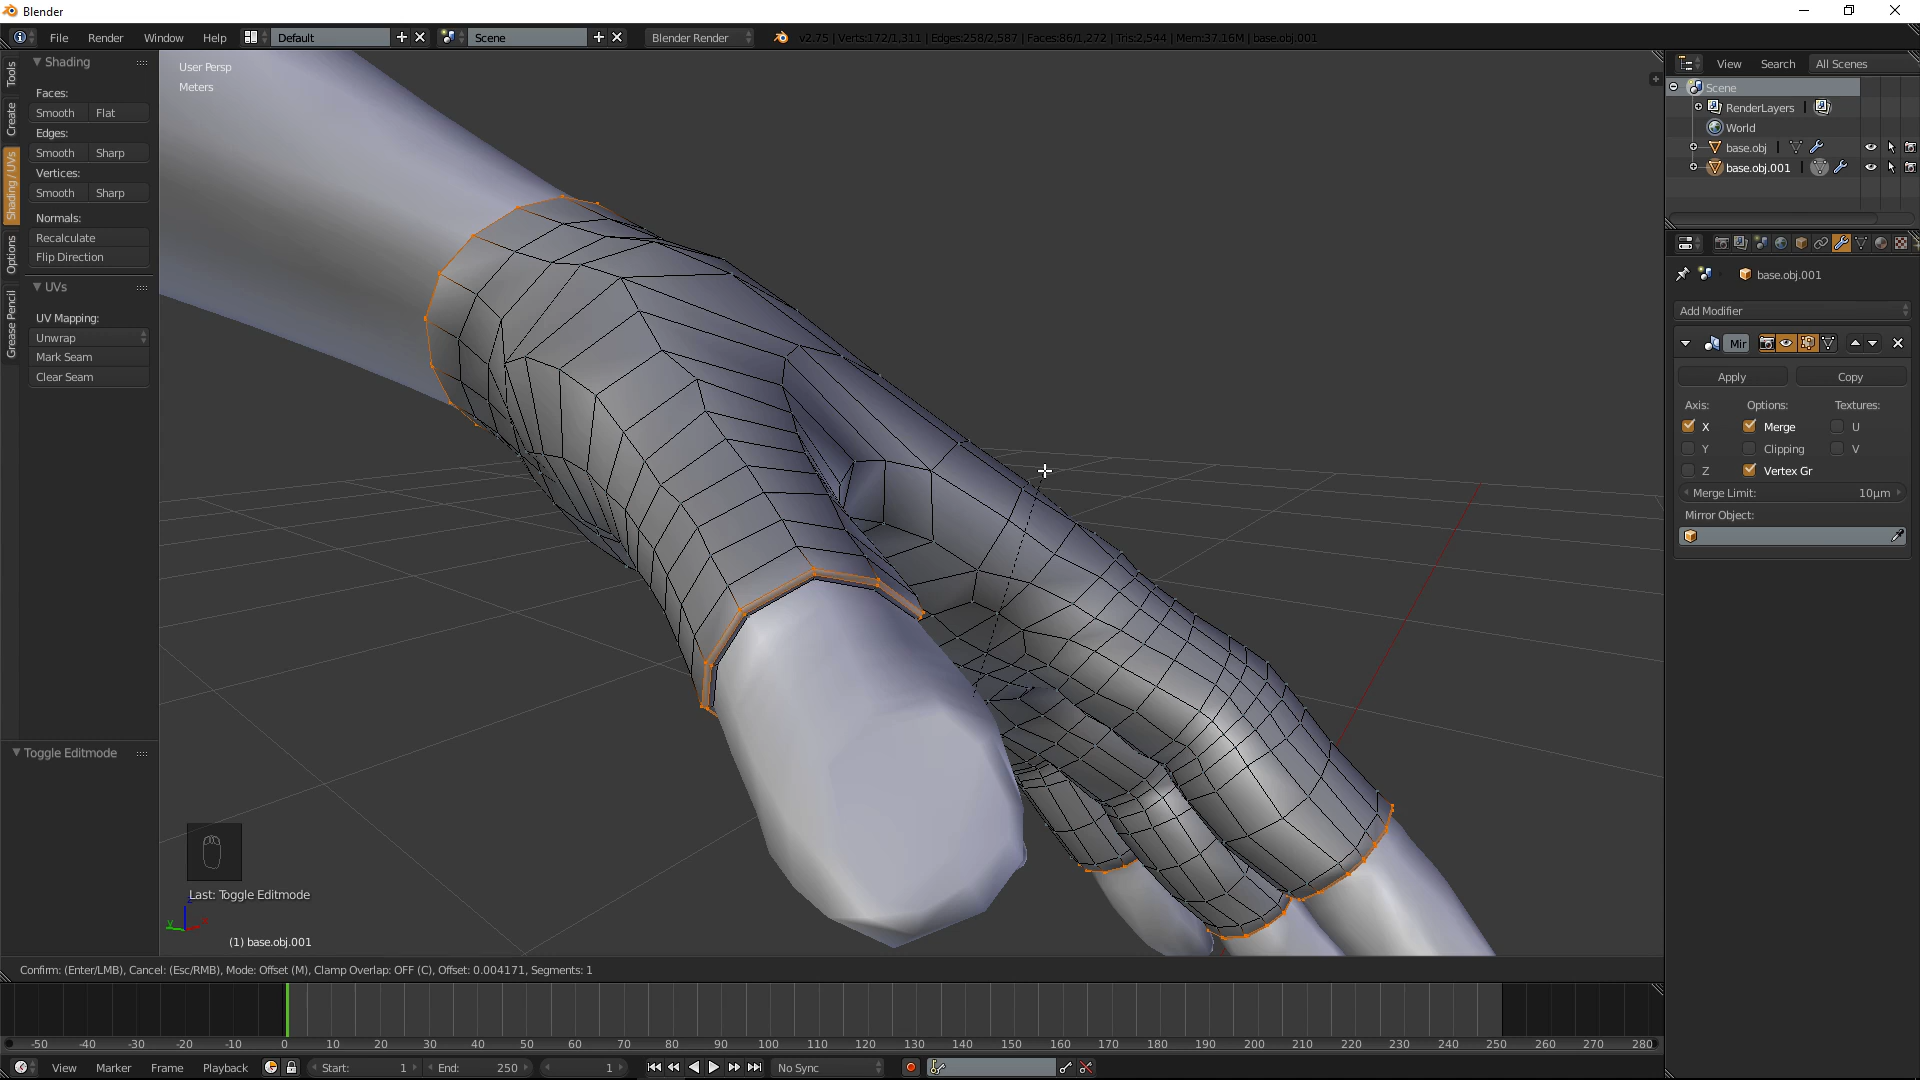 Blender
File Render Window Help Default Scene Blender Render v2.75 | Verts:172/1,311 | Edges:258/2,587 | Faces:86/1,272 | Tris:2,544 | Mem:37.16M | base.obj.001
Tools
Create
Shading / UVs
Options
Grease Pencil
Shading
Faces:
Smooth Flat
Edges:
Smooth Sharp
Vertices:
Smooth Sharp
Normals:
Recalculate
Flip Direction
UVs
UV Mapping:
Unwrap
Mark Seam
Clear Seam
Toggle Editmode
User Persp
Meters
Last: Toggle Editmode
(1) base.obj.001
Confirm: (Enter/LMB), Cancel: (Esc/RMB), Mode: Offset (M), Clamp Overlap: OFF (C), Offset: 0.004171, Segments: 1
View Search All Scenes
Scene
RenderLayers
World
base.obj
base.obj.001
base.obj.001
Add Modifier
Mir
Apply Copy
Axis: Options: Textures:
X Merge U
Y Clipping V
Z Vertex Gr
Merge Limit: 10µm
Mirror Object:
-50 -40 -30 -20 -10 0 10 20 30 40 50 60 70 80 90 100 110 120 130 140 150 160 170 180 190 200 210 220 230 240 250 260 270 280
View Marker Frame Playback Start: 1 End: 250 1 No Sync